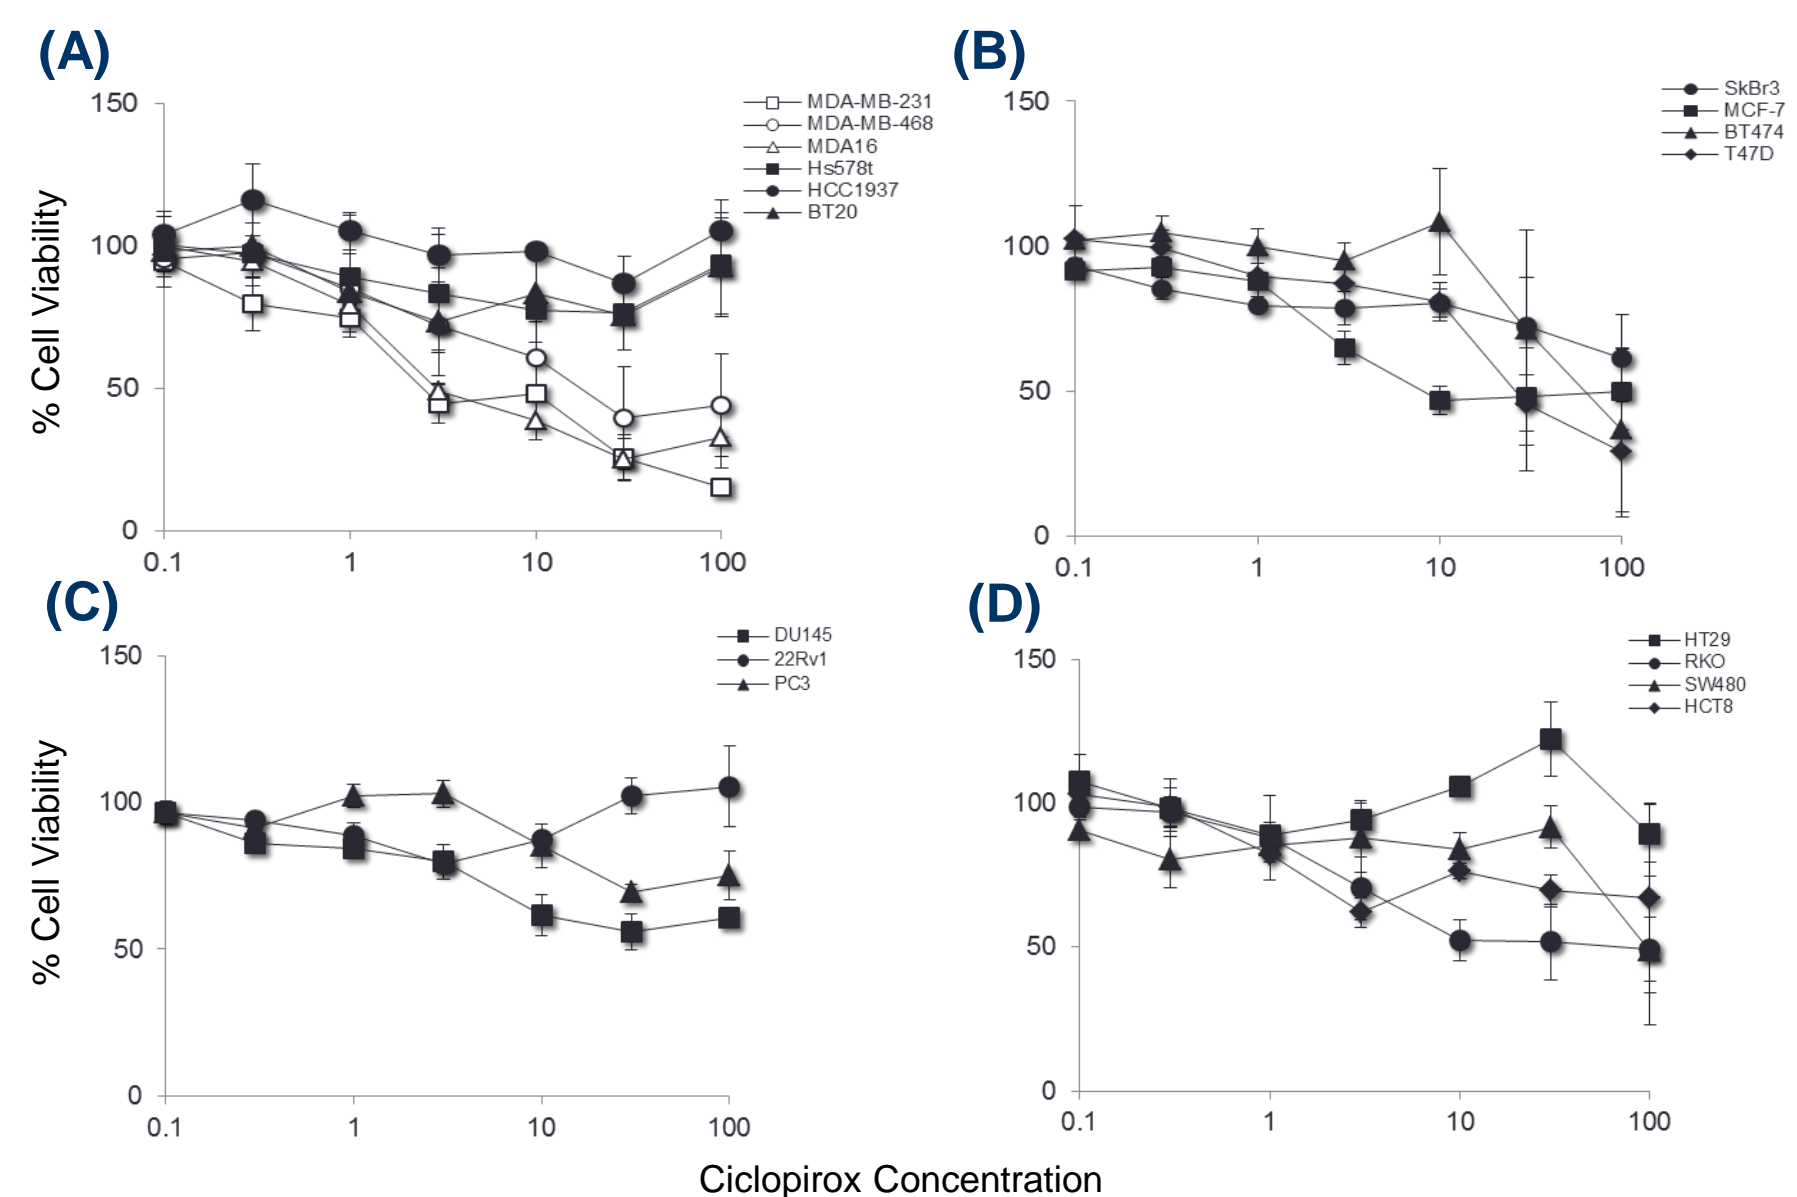 (A)
150
100
50
0
0.1 1 10 100
% Cell Viability
MDA-MB-231
MDA-MB-468
MDA16
Hs578t
HCC1937
BT20
(B)
150
100
50
0
0.1 1 10 100
SkBr3
MCF-7
BT474
T47D
(C)
150
100
50
0
0.1 1 10 100
% Cell Viability
DU145
22Rv1
PC3
(D)
150
100
50
0
0.1 1 10 100
HT29
RKO
SW480
HCT8
Ciclopirox Concentration